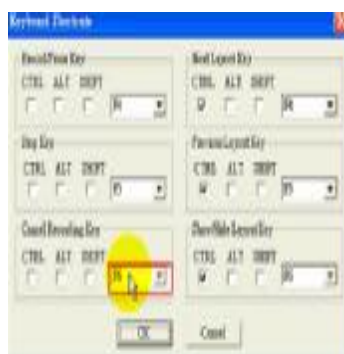 Keyboard Shortcuts
Record/Pause Key
CTRL ALT SHIFT
Next Layout Key
CTRL ALT SHIFT
Stop Key
CTRL ALT SHIFT
Previous Layout Key
CTRL ALT SHIFT
Cancel Recording Key
CTRL ALT SHIFT
Show/Hide Layout Key
CTRL ALT SHIFT
OK Cancel